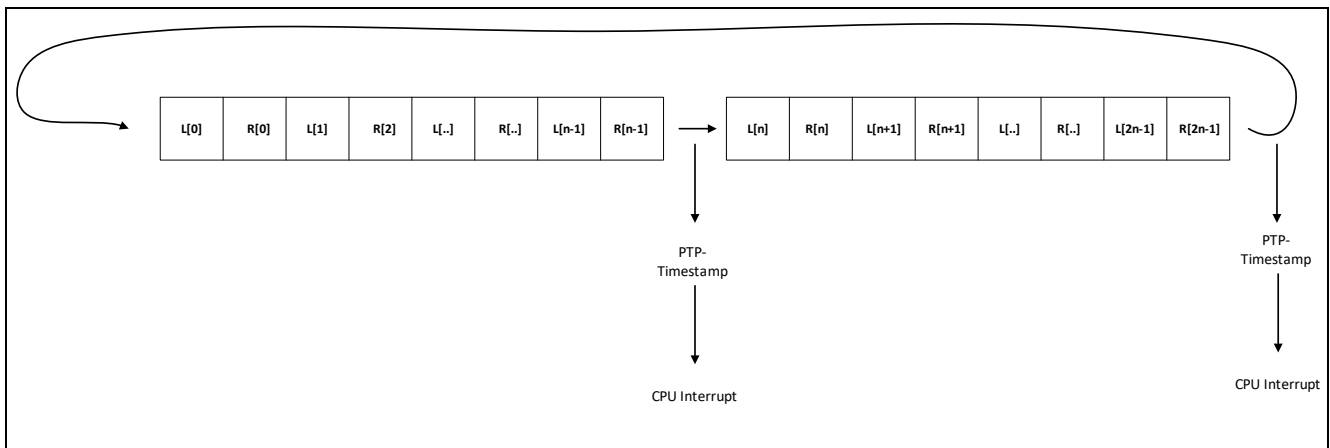 L[0] R[0] L[1] R[2] L[..] R[..] L[n-1] R[n-1] L[n] R[n] L[n+1] R[n+1] L[..] R[..] L[2n-1] R[2n-1]
PTP-
Timestamp
CPU Interrupt
PTP-
Timestamp
CPU Interrupt